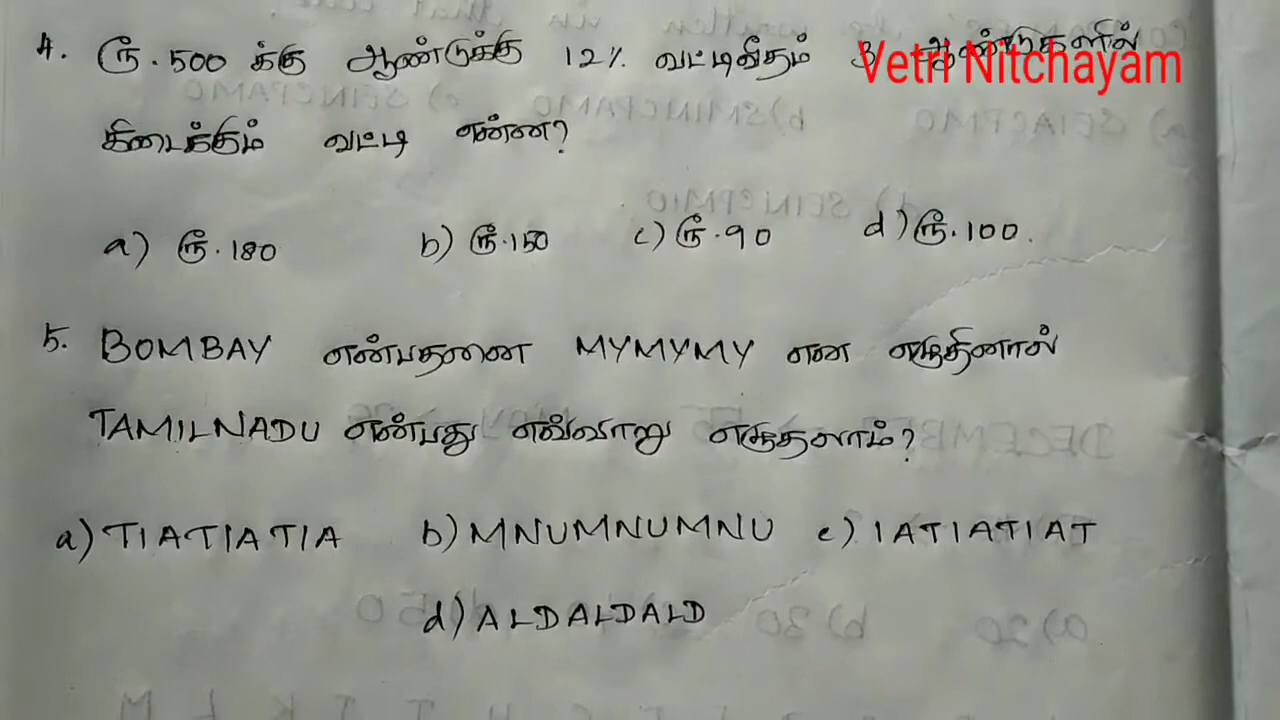 4. ரூ.500 க்கு ஆண்டுக்கு 12% வட்டிவீதம் 3 ஆண்டுகளில்
Vetri Nitchayam
கிடைக்கும் வட்டி என்ன?
a) ரூ.180 b) ரூ.150 c) ரூ.90 d) ரூ.100.
5. BOMBAY என்பதனை MYMYMY என எழுதினால்
TAMILNADU என்பது எவ்வாறு எழுதலாம்?
a) TIATIATIA b) MNUMNUMNU c) IATIATIAT
d) ALDALDALD